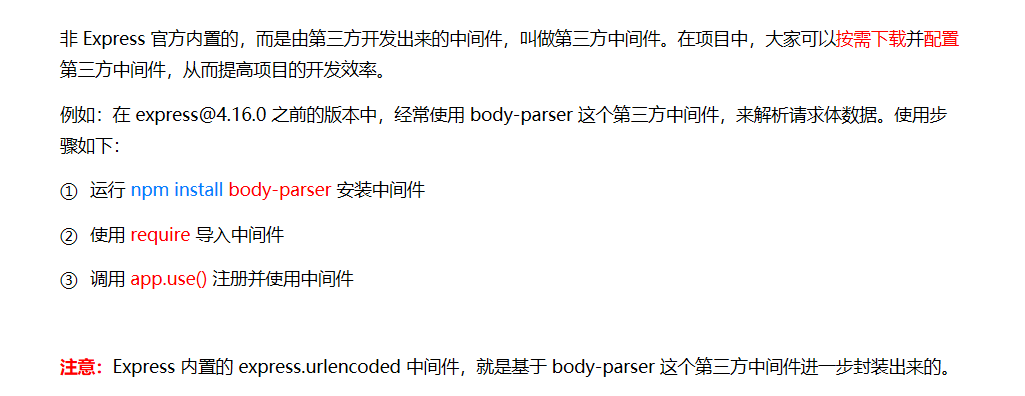 非 Express 官方内置的，而是由第三方开发出来的中间件，叫做第三方中间件。在项目中，大家可以按需下载并配置
第三方中间件，从而提高项目的开发效率。
例如：在 express@4.16.0 之前的版本中，经常使用 body-parser 这个第三方中间件，来解析请求体数据。使用步
骤如下：
① 运行 npm install body-parser 安装中间件
② 使用 require 导入中间件
③ 调用 app.use() 注册并使用中间件
注意：Express 内置的 express.urlencoded 中间件，就是基于 body-parser 这个第三方中间件进一步封装出来的。